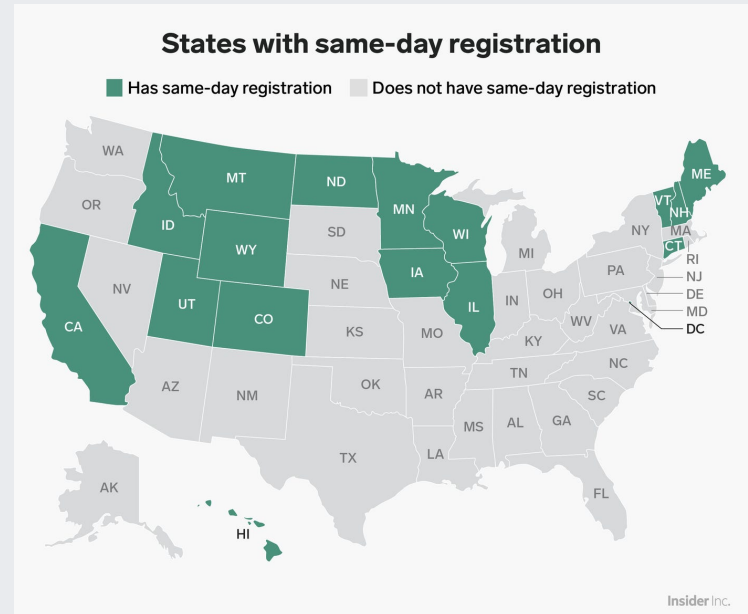 States with same-day registration
Has same-day registration
Does not have same-day registration
WA
MT
ND
MN
ME
VT
NH
OR
ID
WY
SD
WI
MI
NY
MA
CT
RI
NV
UT
CO
NE
IA
IL
IN
OH
PA
NJ
DE
MD
DC
CA
KS
MO
KY
WV
VA
AZ
NM
OK
AR
TN
NC
SC
TX
LA
MS
AL
GA
FL
AK
HI
Insider Inc.